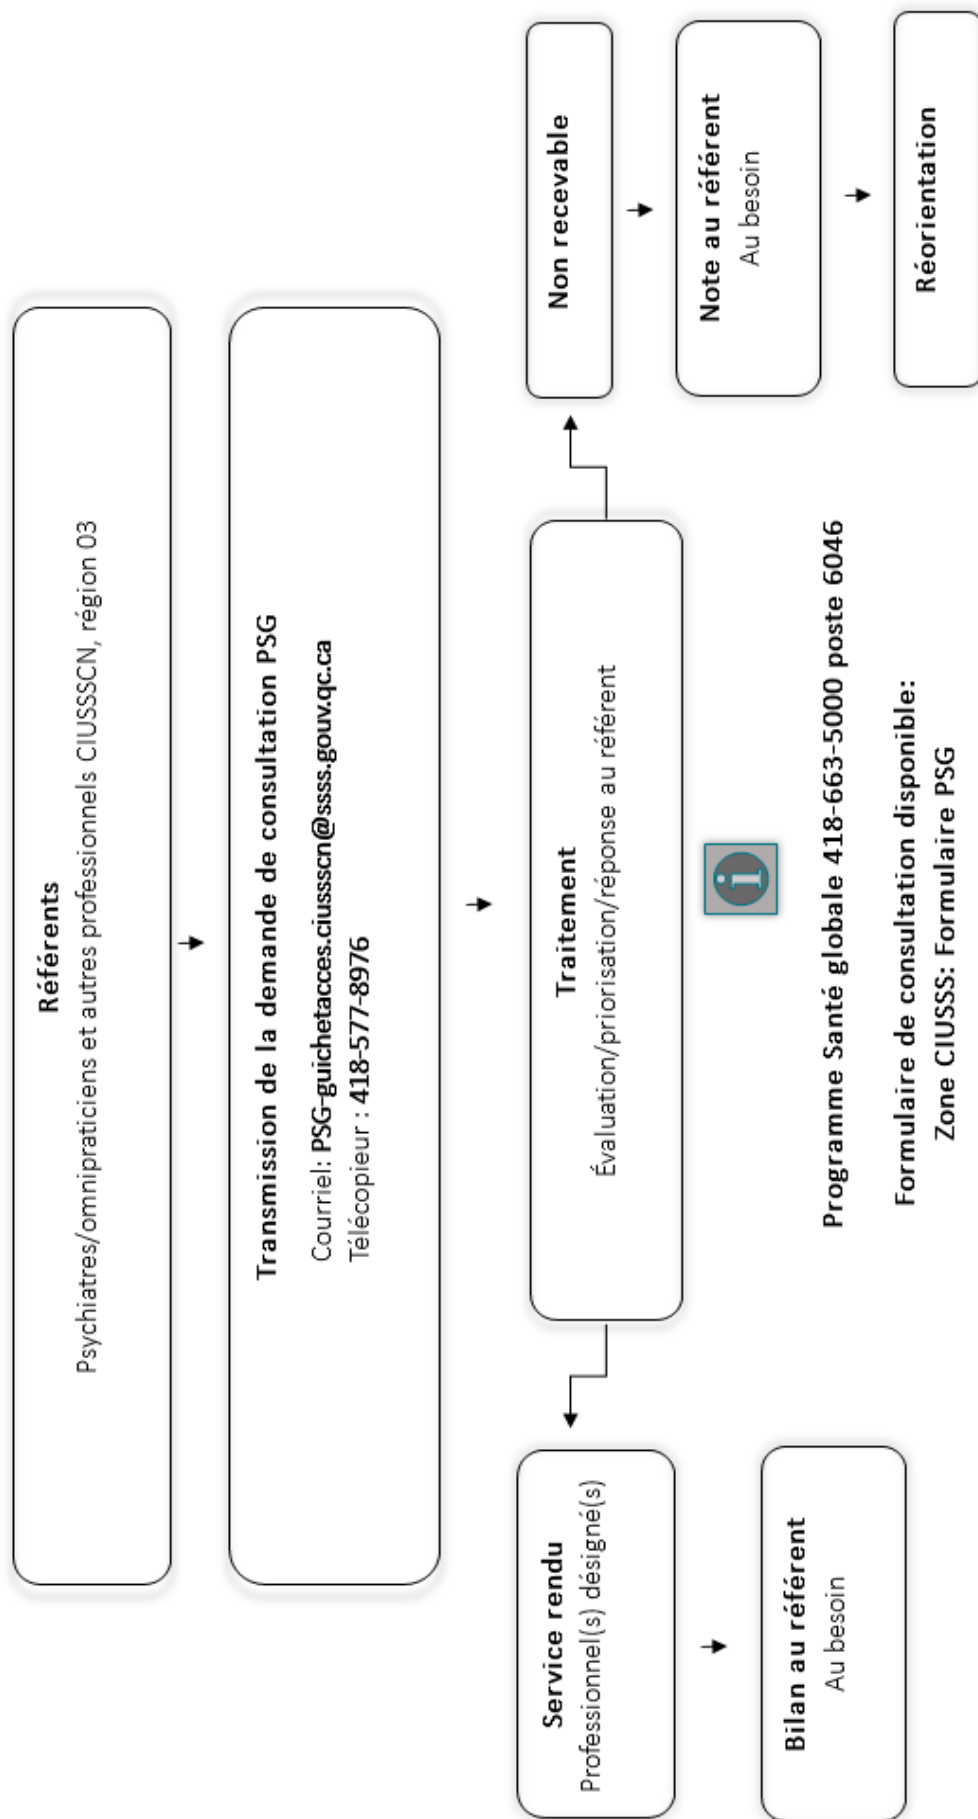 Référents
Psychiatres/omnipraticiens et autres professionnels CIUSSSCN, région 03
Transmission de la demande de consultation PSG
Courriel: PSG-guichetacces.ciussscn@ssss.gouv.qc.ca
Télécopieur : 418-577-8976
Service rendu
Professionnel(s) désigné(s)
Bilan au référent
Au besoin
Traitement
Évaluation/priorisation/réponse au référent
i
Programme Santé globale 418-663-5000 poste 6046
Formulaire de consultation disponible:
Zone CIUSSS: Formulaire PSG
Non recevable
Note au référent
Au besoin
Réorientation